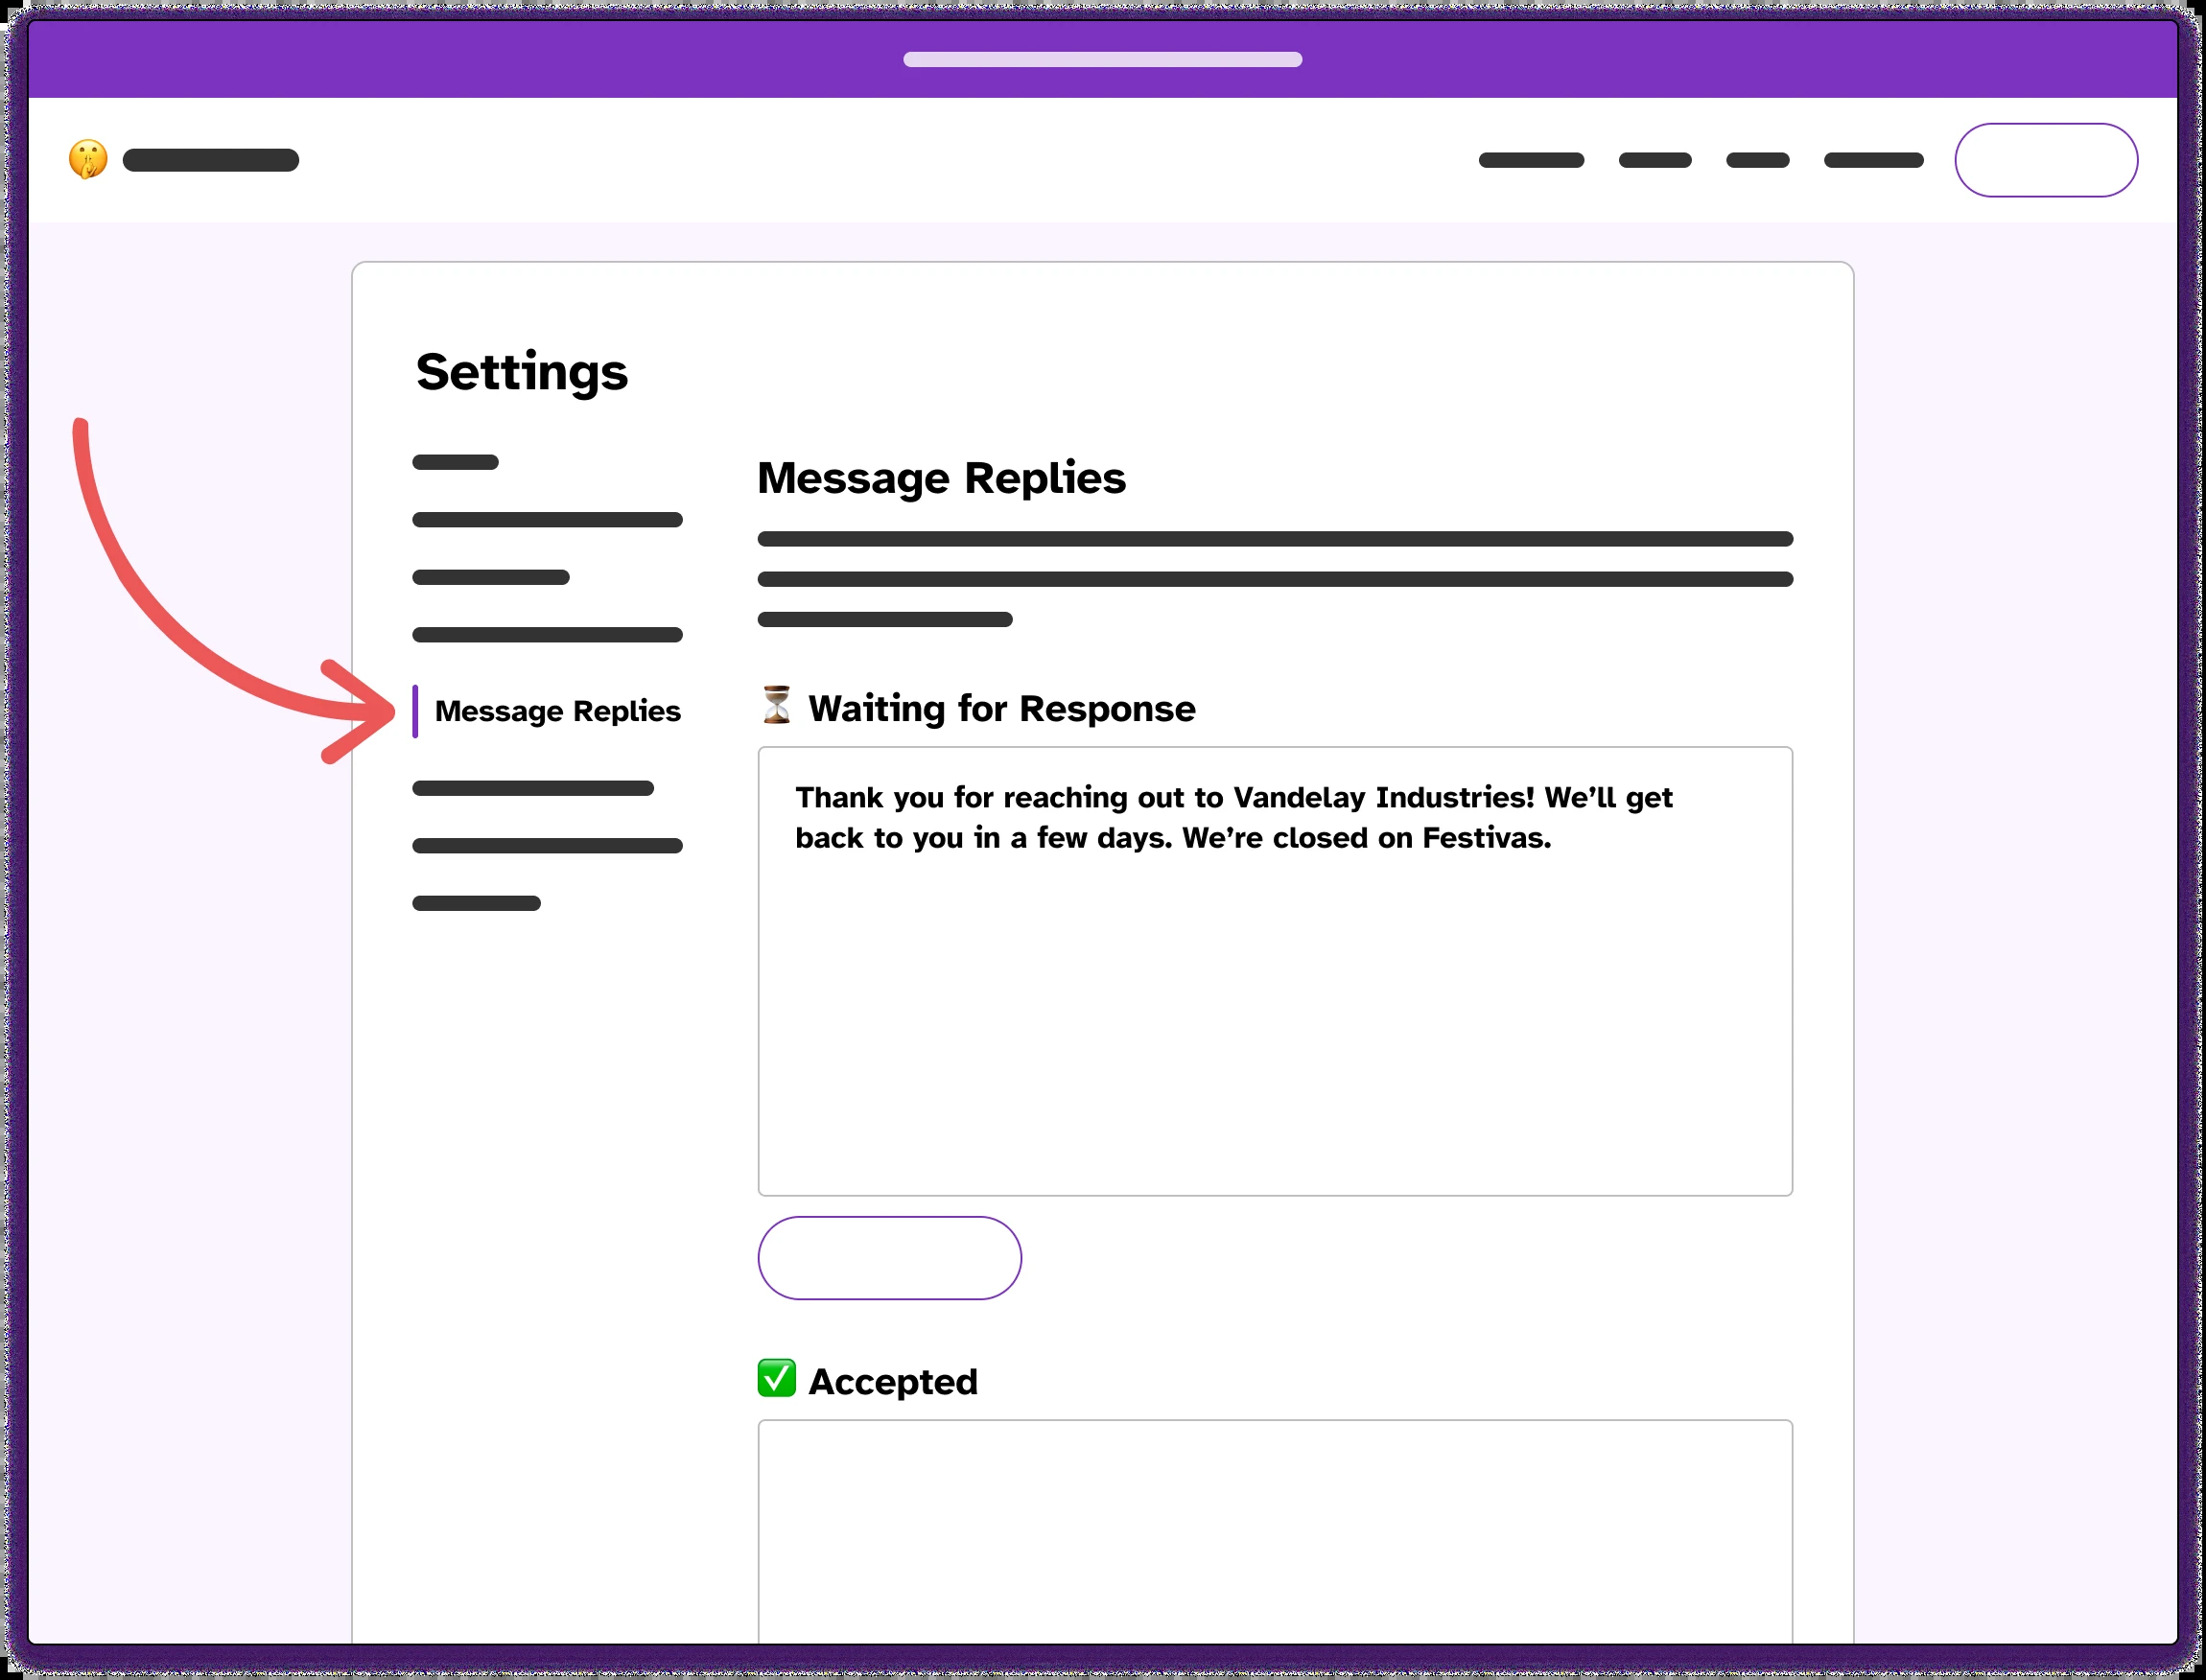 Settings
Message Replies
Message Replies
Waiting for Response
Thank you for reaching out to Vandelay Industries! We’ll get
back to you in a few days. We’re closed on Festivas.
Accepted